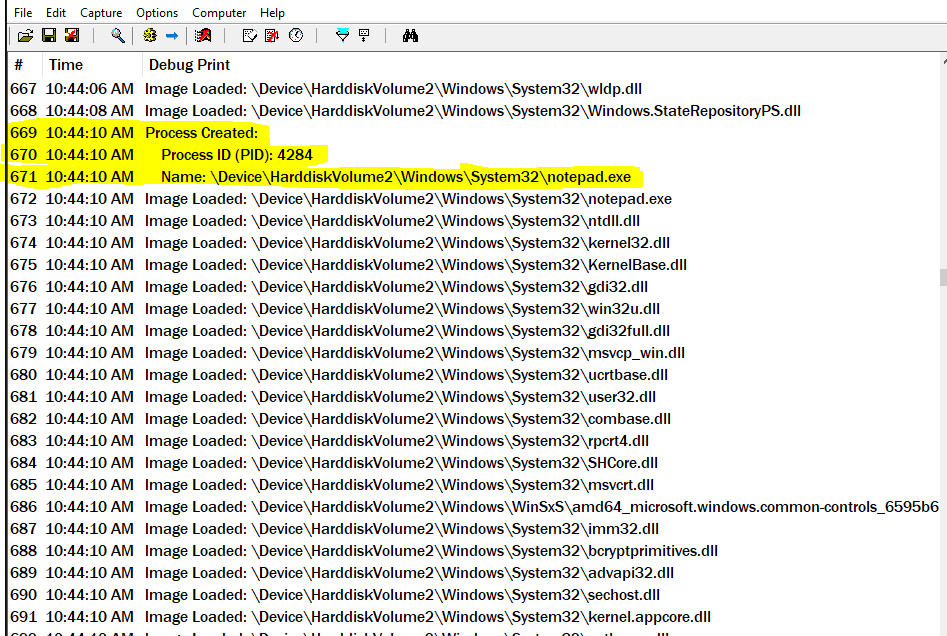 File Edit Capture Options Computer Help
# Time Debug Print
667 10:44:06 AM Image Loaded: \Device\HarddiskVolume2\Windows\System32\wldp.dll
668 10:44:08 AM Image Loaded: \Device\HarddiskVolume2\Windows\System32\Windows.StateRepositoryPS.dll
669 10:44:10 AM Process Created:
670 10:44:10 AM Process ID (PID): 4284
671 10:44:10 AM Name: \Device\HarddiskVolume2\Windows\System32\notepad.exe
672 10:44:10 AM Image Loaded: \Device\HarddiskVolume2\Windows\System32\notepad.exe
673 10:44:10 AM Image Loaded: \Device\HarddiskVolume2\Windows\System32\ntdll.dll
674 10:44:10 AM Image Loaded: \Device\HarddiskVolume2\Windows\System32\kernel32.dll
675 10:44:10 AM Image Loaded: \Device\HarddiskVolume2\Windows\System32\KernelBase.dll
676 10:44:10 AM Image Loaded: \Device\HarddiskVolume2\Windows\System32\gdi32.dll
677 10:44:10 AM Image Loaded: \Device\HarddiskVolume2\Windows\System32\win32u.dll
678 10:44:10 AM Image Loaded: \Device\HarddiskVolume2\Windows\System32\gdi32full.dll
679 10:44:10 AM Image Loaded: \Device\HarddiskVolume2\Windows\System32\msvcp_win.dll
680 10:44:10 AM Image Loaded: \Device\HarddiskVolume2\Windows\System32\ucrtbase.dll
681 10:44:10 AM Image Loaded: \Device\HarddiskVolume2\Windows\System32\user32.dll
682 10:44:10 AM Image Loaded: \Device\HarddiskVolume2\Windows\System32\combase.dll
683 10:44:10 AM Image Loaded: \Device\HarddiskVolume2\Windows\System32\rpcrt4.dll
684 10:44:10 AM Image Loaded: \Device\HarddiskVolume2\Windows\System32\SHCore.dll
685 10:44:10 AM Image Loaded: \Device\HarddiskVolume2\Windows\System32\msvcrt.dll
686 10:44:10 AM Image Loaded: \Device\HarddiskVolume2\Windows\WinSxS\amd64_microsoft.windows.common-controls_6595b6
687 10:44:10 AM Image Loaded: \Device\HarddiskVolume2\Windows\System32\imm32.dll
688 10:44:10 AM Image Loaded: \Device\HarddiskVolume2\Windows\System32\bcryptprimitives.dll
689 10:44:10 AM Image Loaded: \Device\HarddiskVolume2\Windows\System32\advapi32.dll
690 10:44:10 AM Image Loaded: \Device\HarddiskVolume2\Windows\System32\sechost.dll
691 10:44:10 AM Image Loaded: \Device\HarddiskVolume2\Windows\System32\kernel.appcore.dll